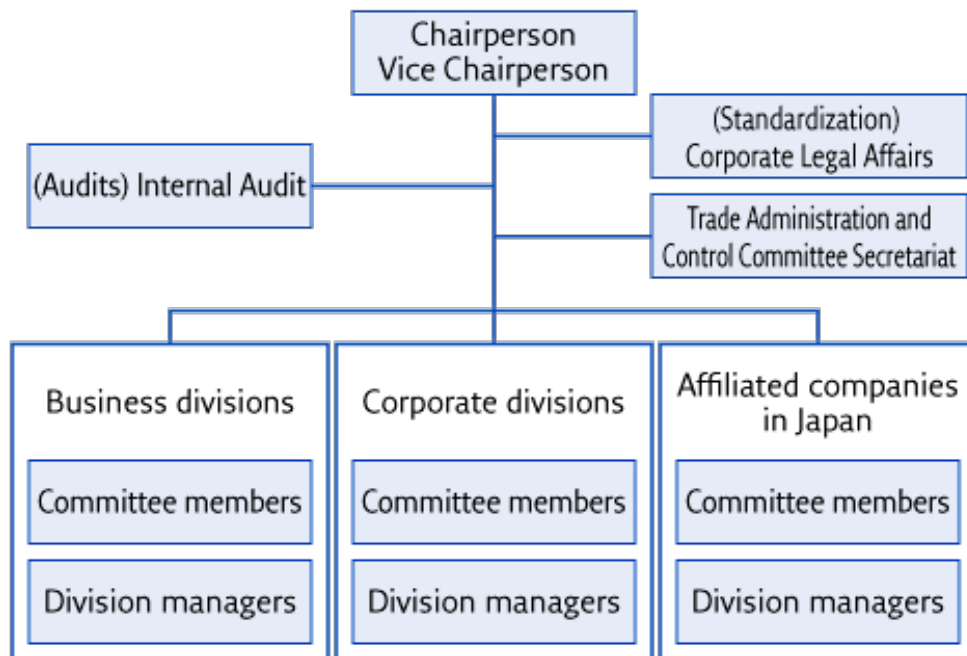 Chairperson
Vice Chairperson
(Standardization)
Corporate Legal Affairs
(Audits) Internal Audit
Trade Administration and
Control Committee Secretariat
Business divisions
Committee members
Division managers
Corporate divisions
Committee members
Division managers
Affiliated companies
in Japan
Committee members
Division managers